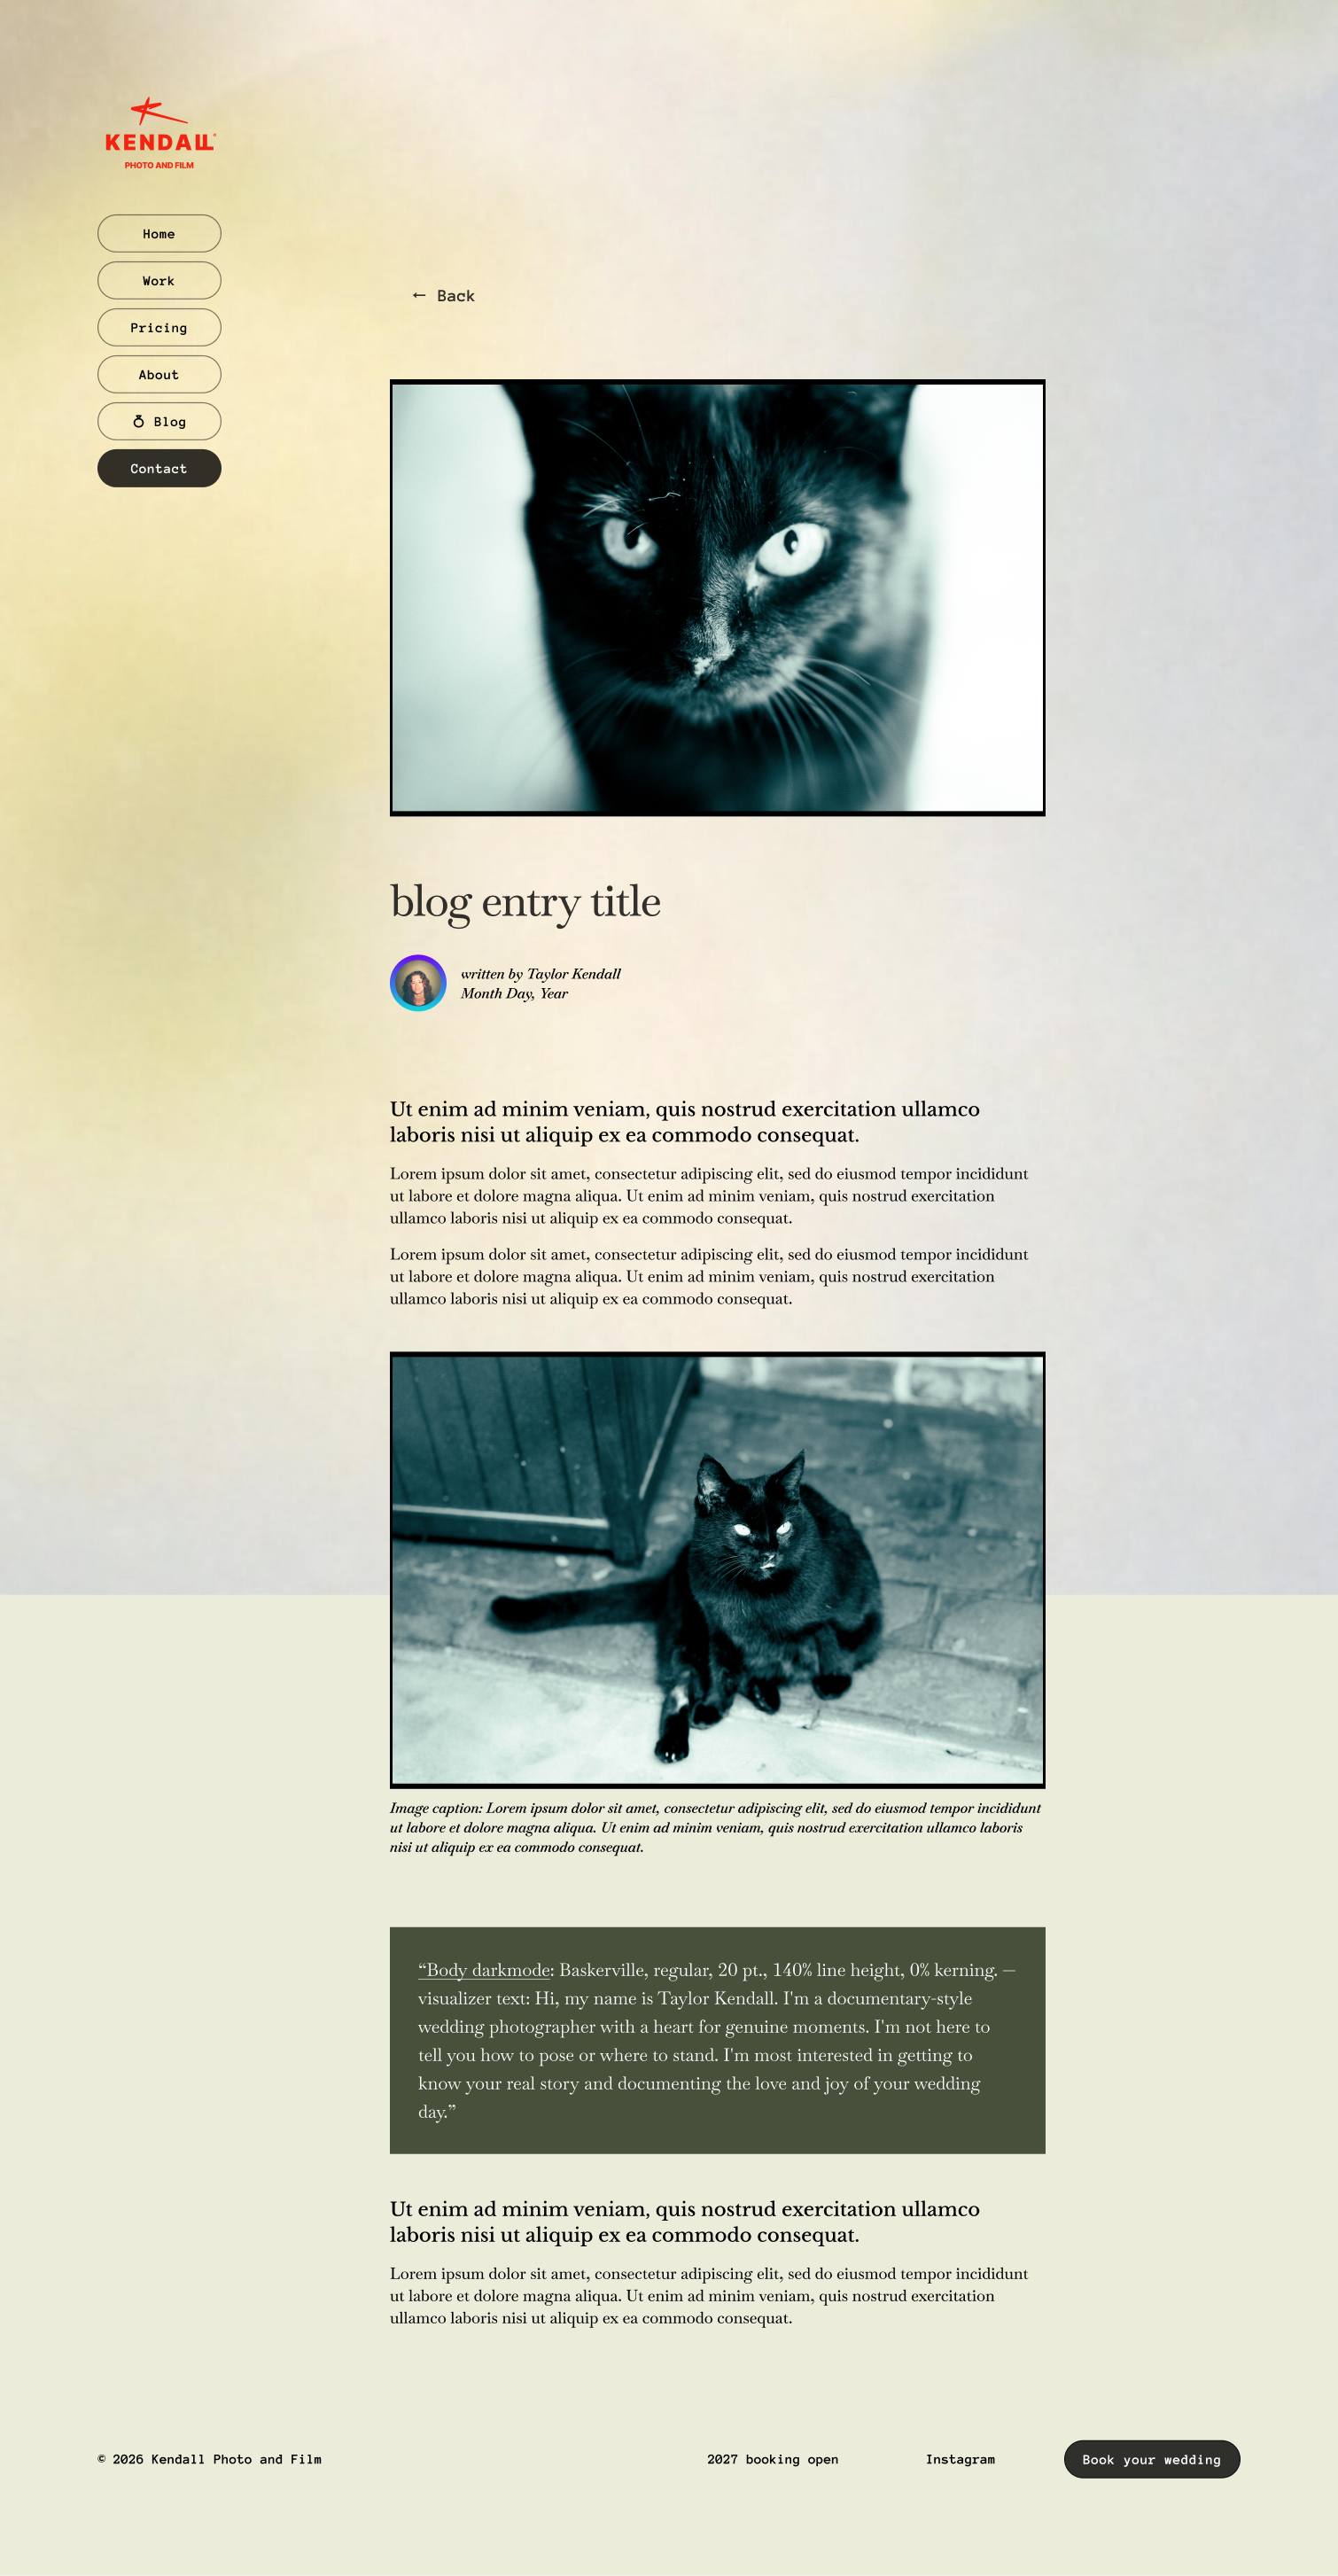 KENDALL
PHOTO AND FILM
Home
Work
Pricing
About
Blog
Contact
← Back
blog entry title
written by Taylor Kendall
Month Day, Year
Ut enim ad minim veniam, quis nostrud exercitation ullamco
laboris nisi ut aliquip ex ea commodo consequat.
Lorem ipsum dolor sit amet, consectetur adipiscing elit, sed do eiusmod tempor incididunt
ut labore et dolore magna aliqua. Ut enim ad minim veniam, quis nostrud exercitation
ullamco laboris nisi ut aliquip ex ea commodo consequat.
Lorem ipsum dolor sit amet, consectetur adipiscing elit, sed do eiusmod tempor incididunt
ut labore et dolore magna aliqua. Ut enim ad minim veniam, quis nostrud exercitation
ullamco laboris nisi ut aliquip ex ea commodo consequat.
Image caption: Lorem ipsum dolor sit amet, consectetur adipiscing elit, sed do eiusmod tempor incididunt
ut labore et dolore magna aliqua. Ut enim ad minim veniam, quis nostrud exercitation ullamco laboris
nisi ut aliquip ex ea commodo consequat.
“Body darkmode: Baskerville, regular, 20 pt., 140% line height, 0% kerning. —
visualizer text: Hi, my name is Taylor Kendall. I'm a documentary-style
wedding photographer with a heart for genuine moments. I'm not here to
tell you how to pose or where to stand. I'm most interested in getting to
know your real story and documenting the love and joy of your wedding
day.”
Ut enim ad minim veniam, quis nostrud exercitation ullamco
laboris nisi ut aliquip ex ea commodo consequat.
Lorem ipsum dolor sit amet, consectetur adipiscing elit, sed do eiusmod tempor incididunt
ut labore et dolore magna aliqua. Ut enim ad minim veniam, quis nostrud exercitation
ullamco laboris nisi ut aliquip ex ea commodo consequat.
© 2026 Kendall Photo and Film
2027 booking open
Instagram
Book your wedding